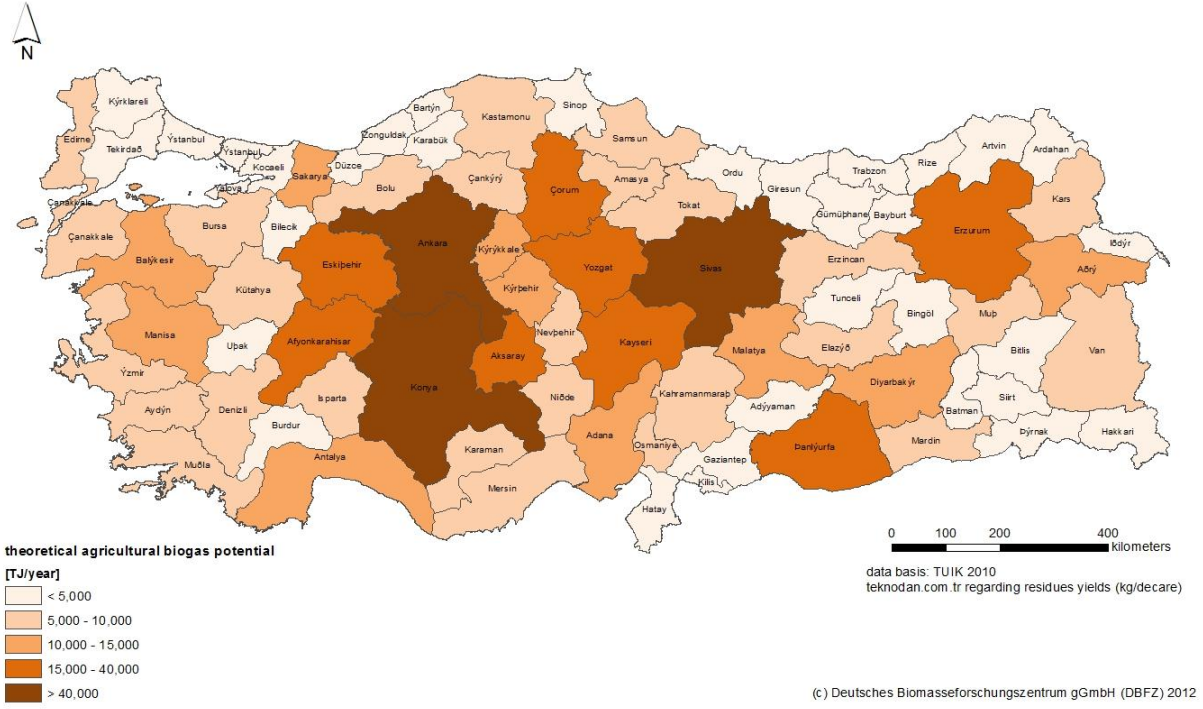 N
Kýrklareli
Edirne
Tekirdað
Ýstanbul
Ýstanbul
Kocaeli
Yalova
Sakarya
Düzce
Zonguldak
Bartýn
Karabük
Kastamonu
Sinop
Samsun
Çankýrý
Bolu
Çorum
Amasya
Tokat
Ordu
Giresun
Trabzon
Rize
Artvin
Ardahan
Gümüþhane
Bayburt
Erzurum
Kars
Iðdýr
Aðrý
Çanakkale
Çanakkale
Balýkesir
Bursa
Bilecik
Eskiþehir
Ankara
Kýrýkkale
Kýrþehir
Yozgat
Sivas
Erzincan
Tunceli
Bingöl
Muþ
Bitlis
Van
Kütahya
Manisa
Uþak
Afyonkarahisar
Konya
Aksaray
Nevþehir
Kayseri
Malatya
Elazýð
Diyarbakýr
Batman
Siirt
Þýrnak
Hakkari
Ýzmir
Aydýn
Denizli
Isparta
Burdur
Muðla
Antalya
Karaman
Mersin
Niðde
Adana
Kahramanmaraþ
Osmaniye
Adýyaman
Gaziantep
Kilis
Hatay
Þanlýurfa
Mardin
theoretical agricultural biogas potential
[TJ/year]
< 5,000
5,000 - 10,000
10,000 - 15,000
15,000 - 40,000
> 40,000
0 100 200 400
kilometers
data basis: TUIK 2010
teknodan.com.tr regarding residues yields (kg/decare)
(c) Deutsches Biomasseforschungszentrum gGmbH (DBFZ) 2012